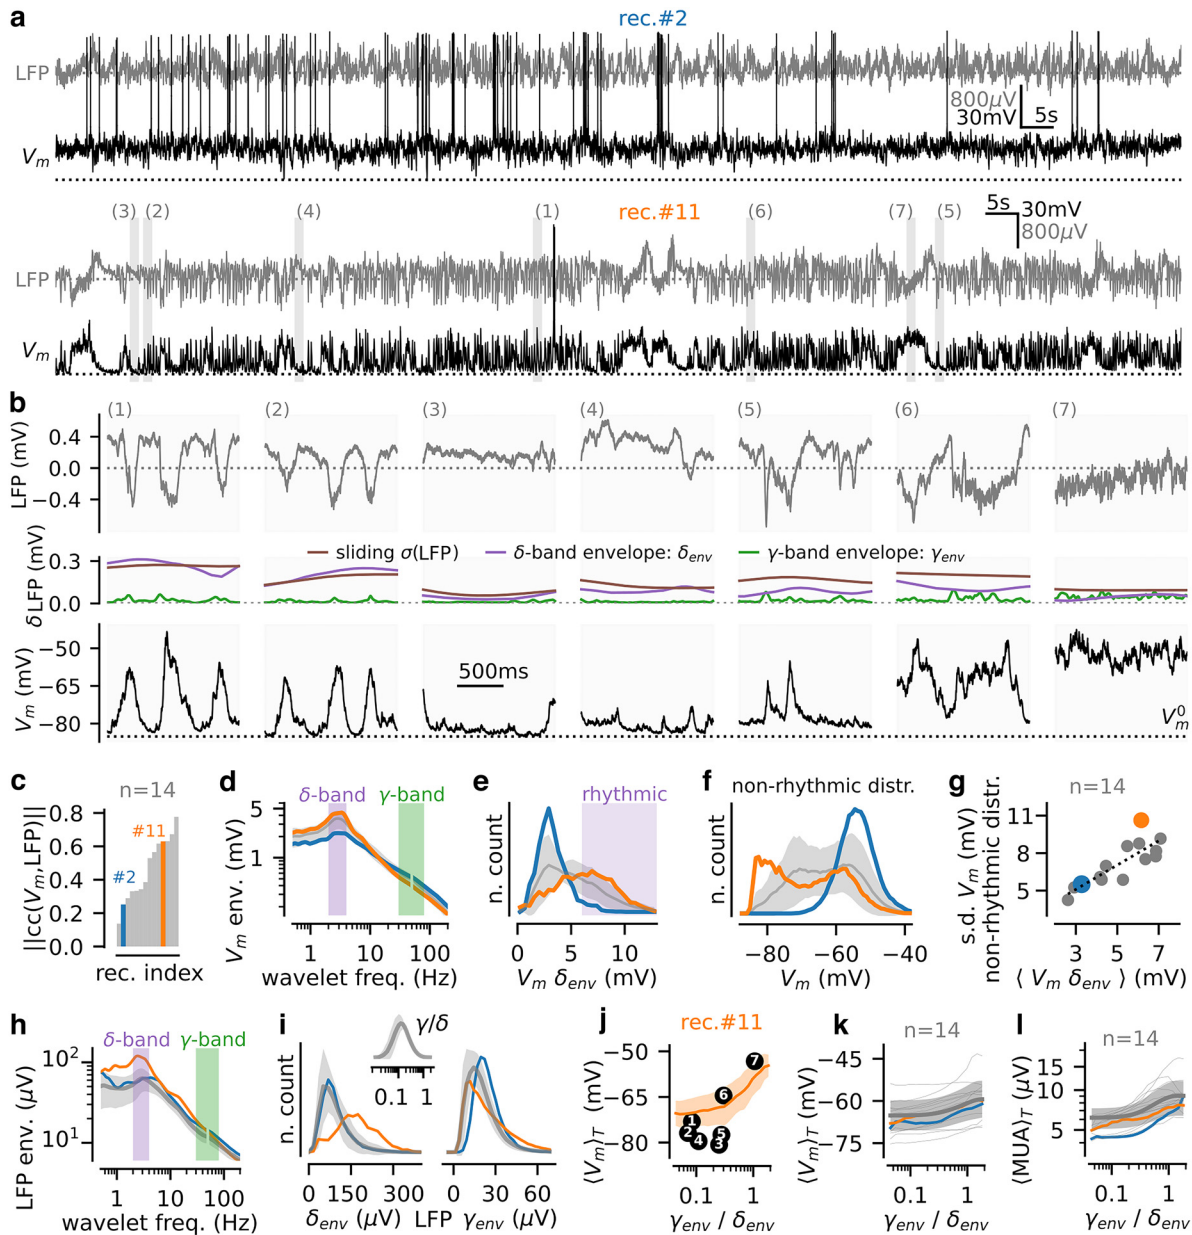 a
rec.#2
LFP
800μV
30mV
5s
Vm
(3) (2) (4) (1) rec.#11 (6) (7) (5)
5s 30mV
800μV
LFP
Vm
b
(1) (2) (3) (4) (5) (6) (7)
LFP (mV)
0.4
0.0
−0.4
δLFP (mV)
0.3
0.0
sliding σ(LFP)
δ-band envelope: δenv
γ-band envelope: γenv
Vm (mV)
−50
−65
−80
500ms
V0m
c
n=14
||cc(Vm,LFP)||
0.8
0.6
0.4
0.2
0.0
#11
#2
rec. index
d
Vm env. (mV)
5
1
δ-band γ-band
1 10 100
wavelet freq. (Hz)
e
n. count
rhythmic
0 5 10
Vm δenv (mV)
f
non-rhythmic distr.
n. count
−80 −60 −40
Vm (mV)
g
n=14
s.d. Vm (mV)
non-rhythmic distr.
11
8
5
3 5 7
⟨ Vm δenv ⟩ (mV)
h
LFP env. (μV)
10²
10¹
δ-band γ-band
1 10 100
wavelet freq. (Hz)
i
n. count
γ/δ
0.1 1
0 150 300
0 30 60
δenv (μV) LFP γenv (μV)
j
rec.#11
⟨Vm⟩T (mV)
−50
−65
−80
7
6
1
2
4
5
3
0.1 1
γenv / δenv
k
n=14
⟨Vm⟩T (mV)
−45
−60
−75
0.1 1
γenv / δenv
l
n=14
⟨MUA⟩T (μV)
15
10
5
0.1 1
γenv / δenv